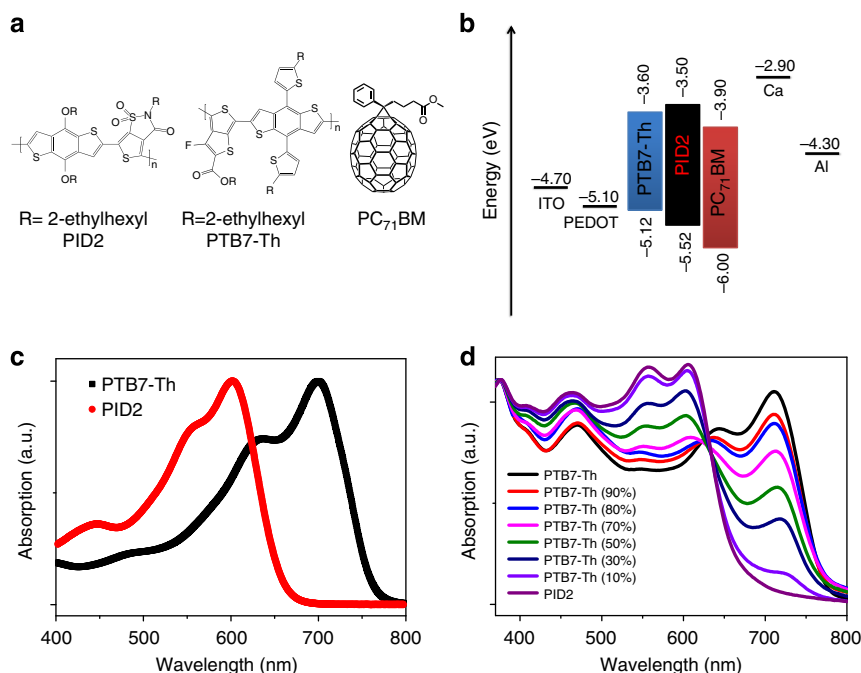 a
R
O
O
S
N
OR
O
S
S
S
n
OR
R= 2-ethylhexyl
PID2
R
S
S
S
n
F
S
S
O
OR
S
R
R=2-ethylhexyl
PTB7-Th
O
O
PC71BM
b
Energy (eV)
−4.70
ITO
−5.10
PEDOT
−3.60
PTB7-Th
−5.12
−3.50
PID2
−5.52
−3.90
PC71BM
−6.00
−2.90
Ca
−4.30
Al
c
PTB7-Th
PID2
Absorption (a.u.)
400 500 600 700 800
Wavelength (nm)
d
PTB7-Th
PTB7-Th (90%)
PTB7-Th (80%)
PTB7-Th (70%)
PTB7-Th (50%)
PTB7-Th (30%)
PTB7-Th (10%)
PID2
Absorption (a.u.)
400 500 600 700 800
Wavelength (nm)